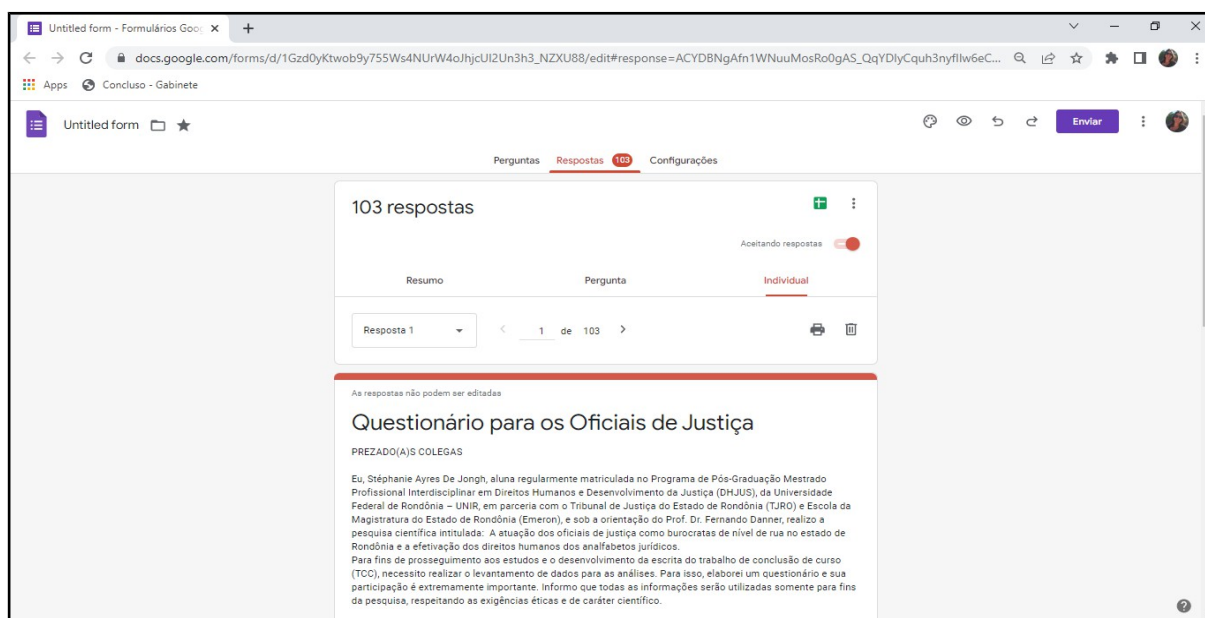 Untitled form - Formulários Goog
docs.google.com/forms/d/1Gzd0yKtwob9y755Ws4NUrW4oJhjcUl2Un3h3_NZXU88/edit#response=ACYDBNgAfn1WNuuMosRo0gAS_QqYDlyCquh3nyfIlw6eC...
Apps Concluso - Gabinete
Untitled form
Enviar
Perguntas Respostas 103 Configurações
103 respostas
Aceitando respostas
Resumo Pergunta Individual
Resposta 1 1 de 103
As respostas não podem ser editadas
Questionário para os Oficiais de Justiça
PREZADO(A)S COLEGAS
Eu, Stéphanie Ayres De Jongh, aluna regularmente matriculada no Programa de Pós-Graduação Mestrado
Profissional Interdisciplinar em Direitos Humanos e Desenvolvimento da Justiça (DHJUS), da Universidade
Federal de Rondônia – UNIR, em parceria com o Tribunal de Justiça do Estado de Rondônia (TJRO) e Escola da
Magistratura do Estado de Rondônia (Emeron), e sob a orientação do Prof. Dr. Fernando Danner, realizo a
pesquisa científica intitulada: A atuação dos oficiais de justiça como burocratas de nível de rua no estado de
Rondônia e a efetivação dos direitos humanos dos analfabetos jurídicos.
Para fins de prosseguimento aos estudos e o desenvolvimento da escrita do trabalho de conclusão de curso
(TCC), necessito realizar o levantamento de dados para as análises. Para isso, elaborei um questionário e sua
participação é extremamente importante. Informo que todas as informações serão utilizadas somente para fins
da pesquisa, respeitando as exigências éticas e de caráter científico.